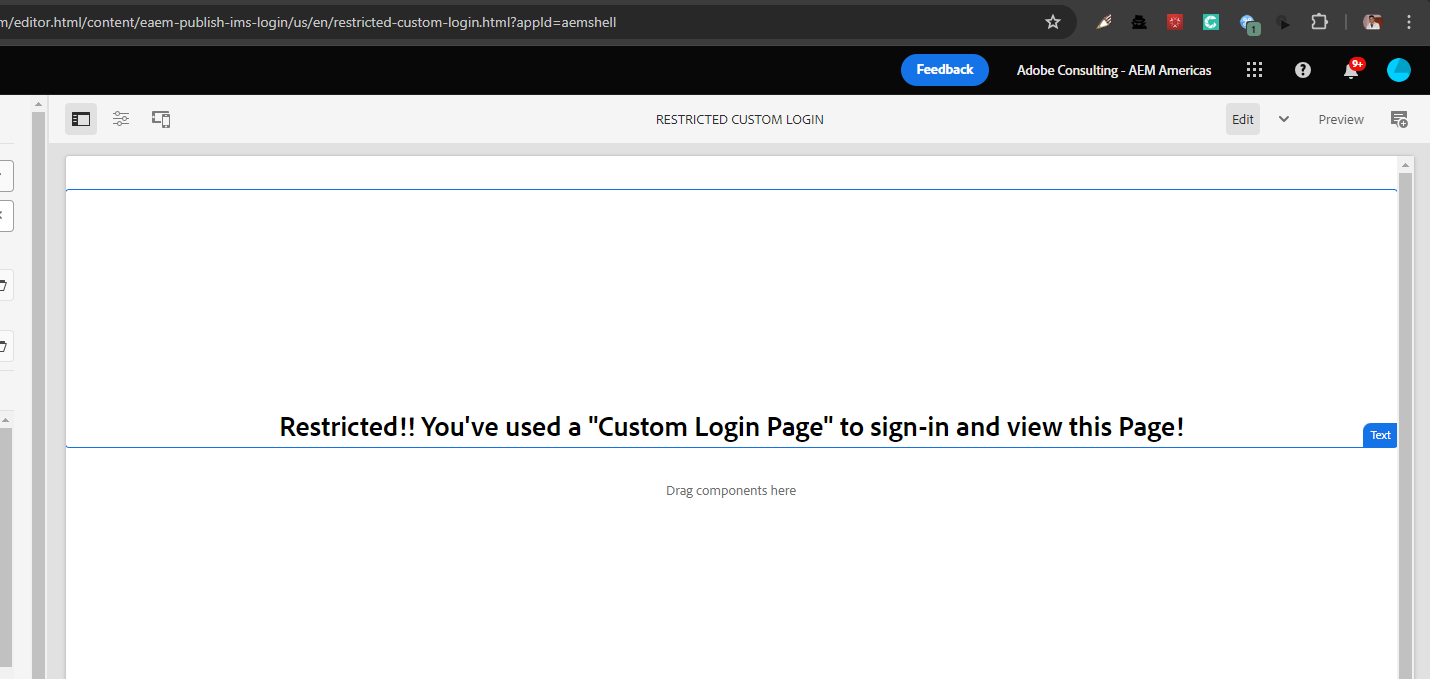 m/editor.html/content/eaem-publish-ims-login/us/en/restricted-custom-login.html?appId=aemshell
1
Feedback
Adobe Consulting - AEM Americas
9+
RESTRICTED CUSTOM LOGIN
Edit
Preview
Restricted!! You've used a "Custom Login Page" to sign-in and view this Page!
Text
Drag components here